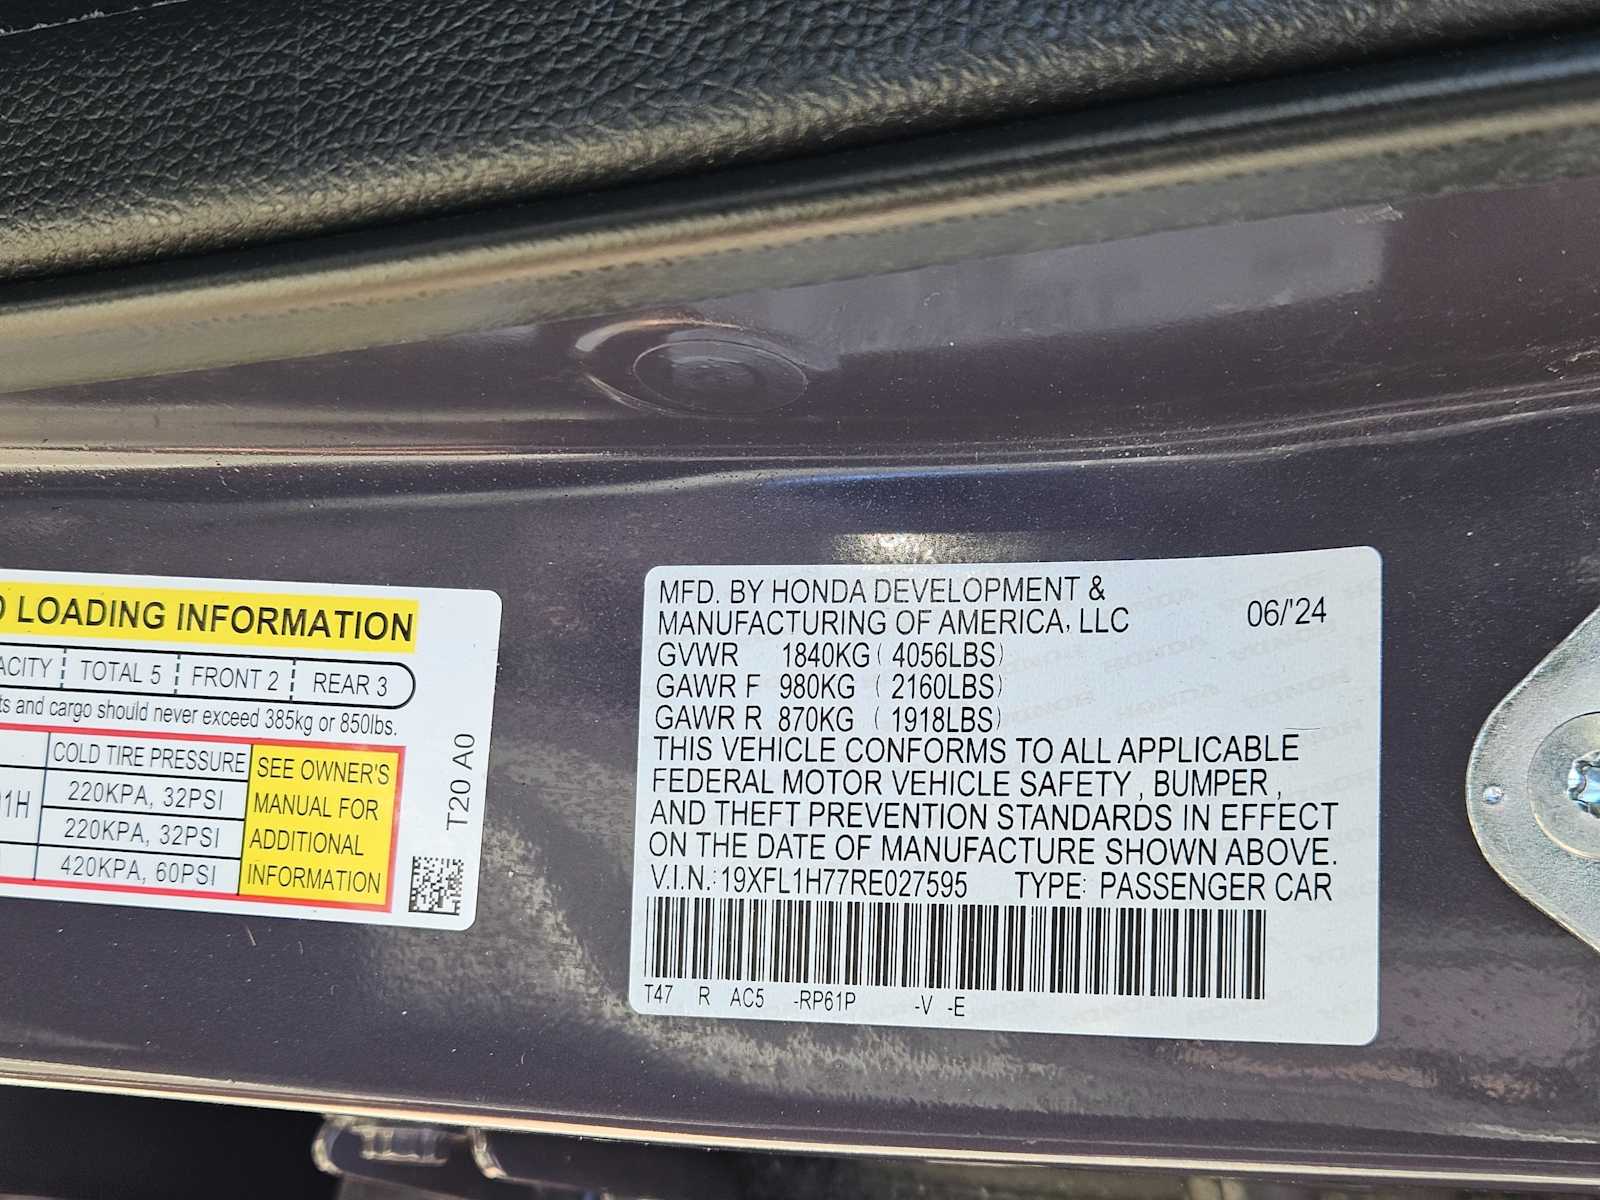 LOADING INFORMATION
TOTAL 5 FRONT 2 REAR 3
and cargo should never exceed 385kg or 850lbs.
COLD TIRE PRESSURE
220KPA, 32PSI
220KPA, 32PSI
420KPA, 60PSI
SEE OWNER'S
MANUAL FOR
ADDITIONAL
INFORMATION
T20 A0
MFD. BY HONDA DEVELOPMENT &
MANUFACTURING OF AMERICA, LLC 06/'24
GVWR 1840KG ( 4056LBS)
GAWR F 980KG ( 2160LBS)
GAWR R 870KG ( 1918LBS)
THIS VEHICLE CONFORMS TO ALL APPLICABLE
FEDERAL MOTOR VEHICLE SAFETY , BUMPER ,
AND THEFT PREVENTION STANDARDS IN EFFECT
ON THE DATE OF MANUFACTURE SHOWN ABOVE.
V.I.N.: 19XFL1H77RE027595 TYPE: PASSENGER CAR
T47 R AC5 -RP61P -V -E